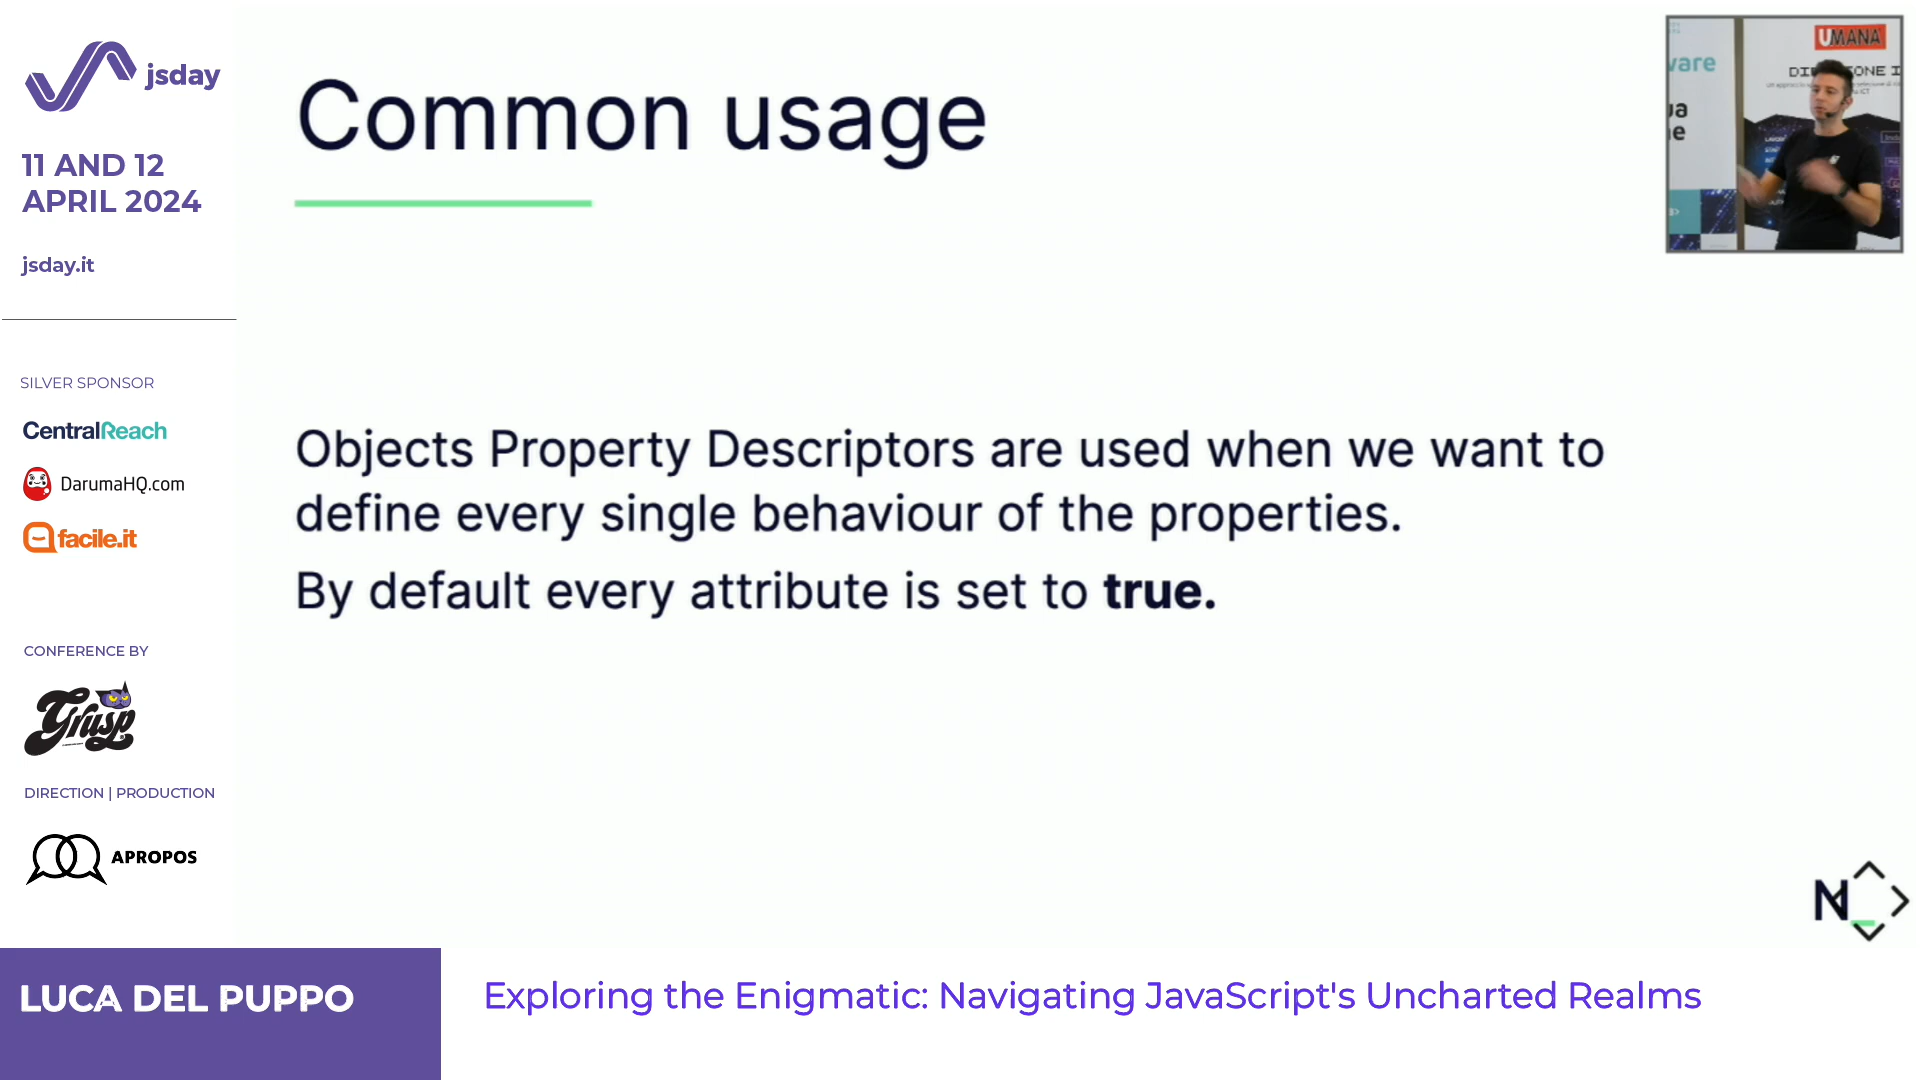 jsday
11 AND 12
APRIL 2024
jsday.it
SILVER SPONSOR
CentralReach
DarumaHQ.com
facile.it
CONFERENCE BY
Grusp
DIRECTION | PRODUCTION
APROPOS
Common usage
Objects Property Descriptors are used when we want to
define every single behaviour of the properties.
By default every attribute is set to true.
UMANA
N
LUCA DEL PUPPO
Exploring the Enigmatic: Navigating JavaScript's Uncharted Realms